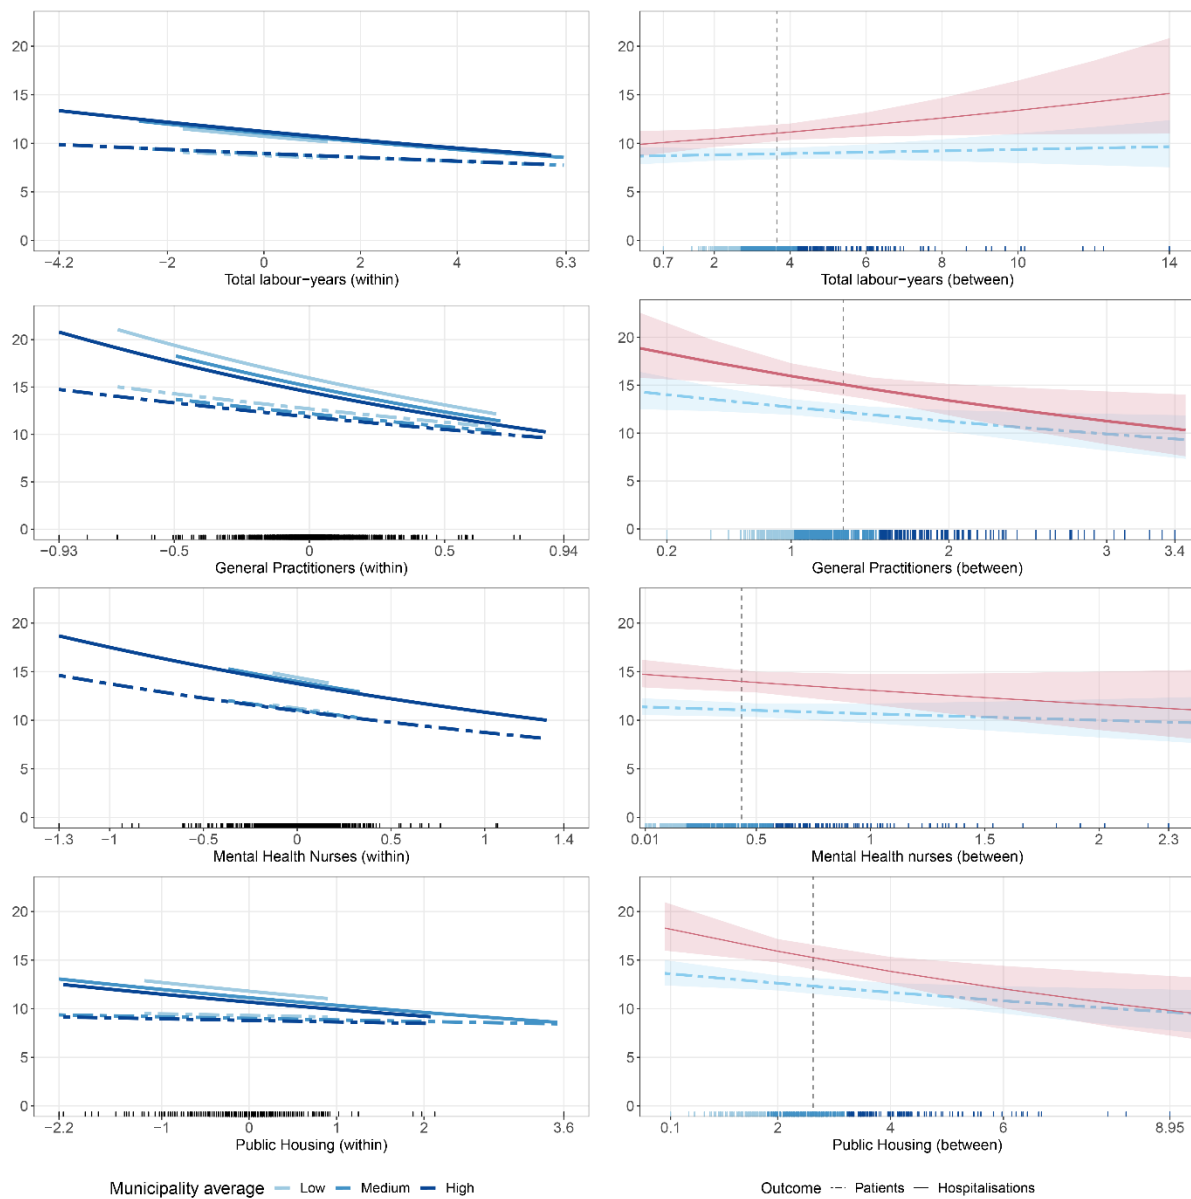 20
15
10
5
0
−4.2 −2 0 2 4 6.3
Total labour−years (within)
20
15
10
5
0
0.7 2 4 6 8 10 14
Total labour−years (between)
20
15
10
5
0
−0.93 −0.5 0 0.5 0.94
General Practitioners (within)
20
15
10
5
0
0.2 1 2 3 3.4
General Practitioners (between)
20
15
10
5
0
−1.3 −1 −0.5 0 0.5 1 1.4
Mental Health Nurses (within)
20
15
10
5
0
0.01 0.5 1 1.5 2 2.3
Mental Health nurses (between)
20
15
10
5
0
−2.2 −1 0 1 2 3.6
Public Housing (within)
20
15
10
5
0
0.1 2 4 6 8.95
Public Housing (between)
Municipality average Low Medium High
Outcome Patients Hospitalisations